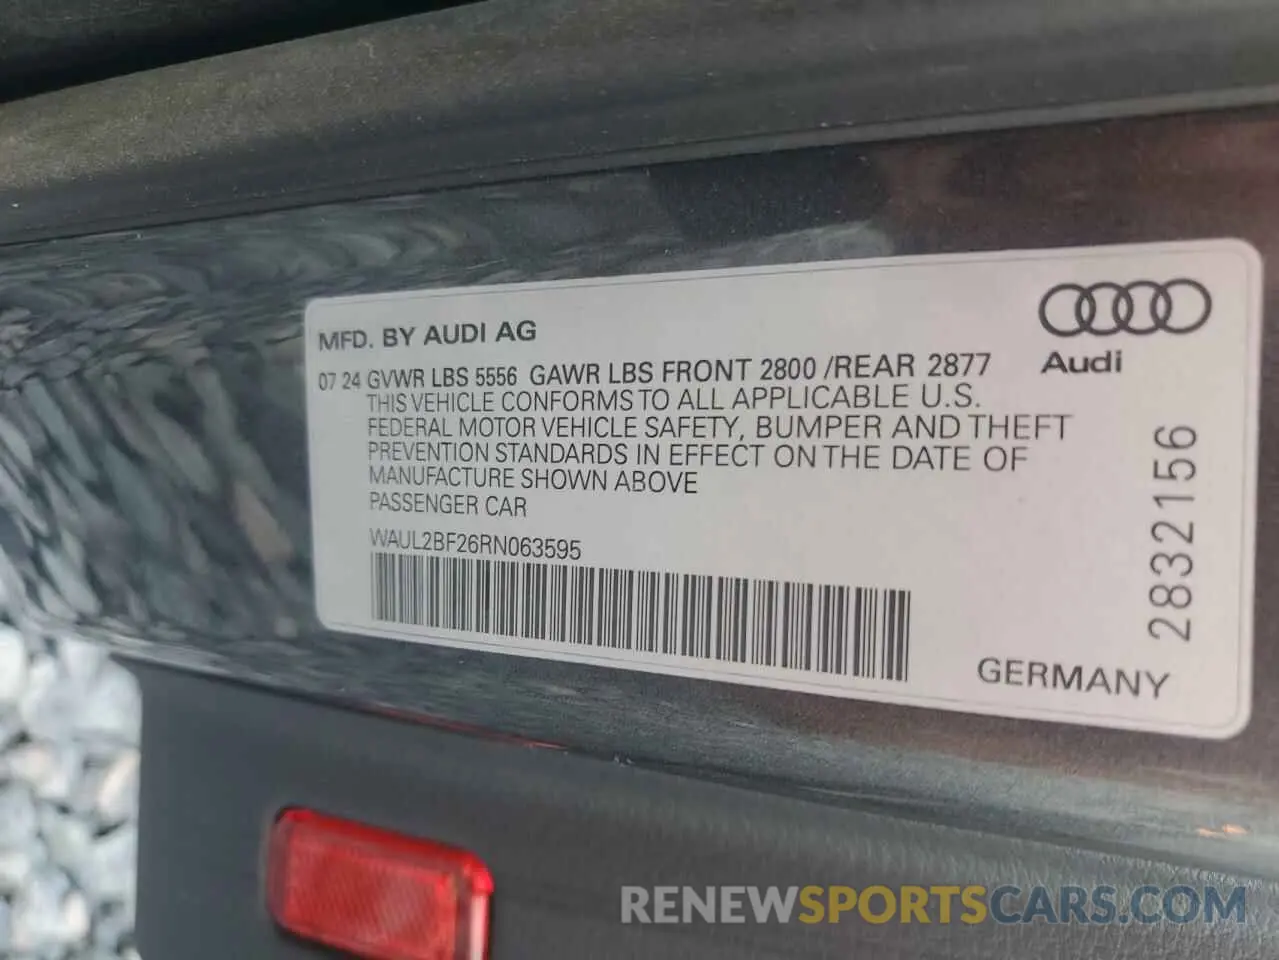 MFD. BY AUDI AG
Audi
07 24 GVWR LBS 5556 GAWR LBS FRONT 2800 /REAR 2877
THIS VEHICLE CONFORMS TO ALL APPLICABLE U.S.
FEDERAL MOTOR VEHICLE SAFETY, BUMPER AND THEFT
PREVENTION STANDARDS IN EFFECT ON THE DATE OF
MANUFACTURE SHOWN ABOVE
PASSENGER CAR
WAUL2BF26RN063595
2832156
GERMANY
RENEWSPORTSCARS.COM